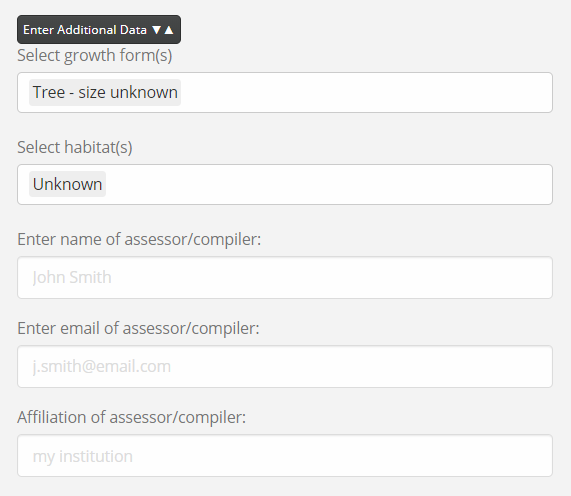 Enter Additional Data ▼▲
Select growth form(s)
Tree - size unknown
Select habitat(s)
Unknown
Enter name of assessor/compiler:
John Smith
Enter email of assessor/compiler:
j.smith@email.com
Affiliation of assessor/compiler:
my institution